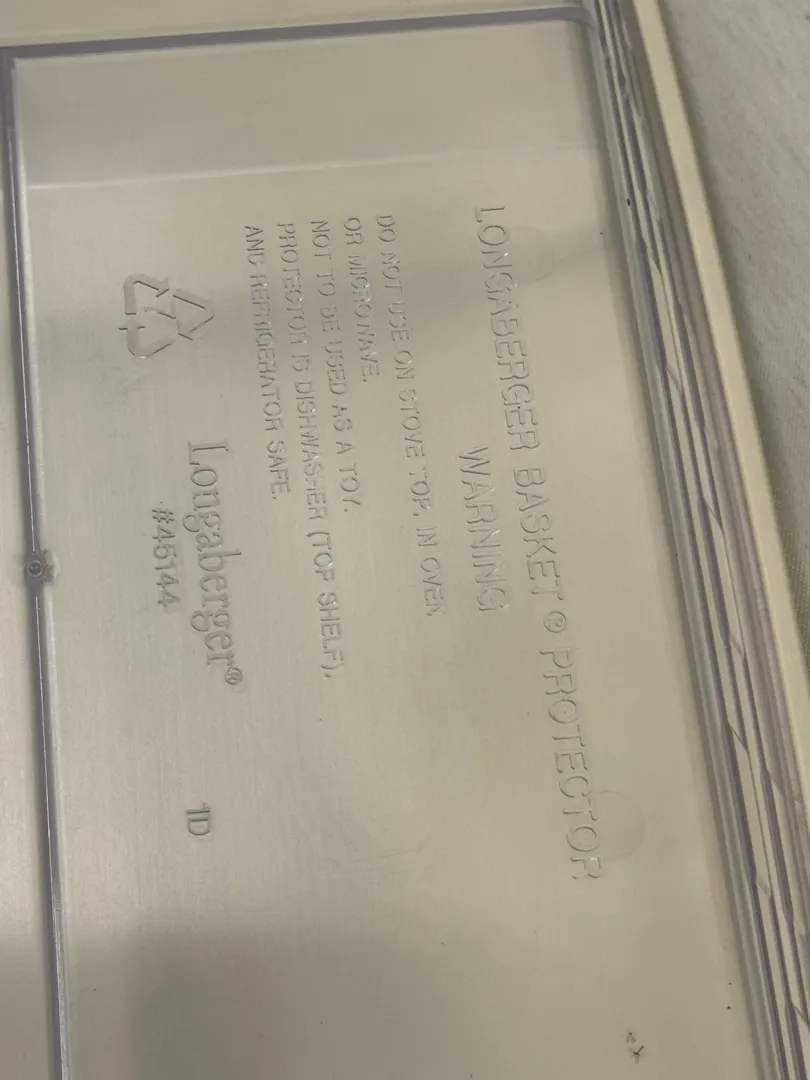 LONGABERGER BASKET ® PROTECTOR
WARNING
DO NOT USE ON STOVE TOP, IN OVEN
OR MICROWAVE.
NOT TO BE USED AS A TOY.
PROTECTOR IS DISHWASHER (TOP SHELF),
AND REFRIGERATOR SAFE.
Longaberger®
#45144
1D